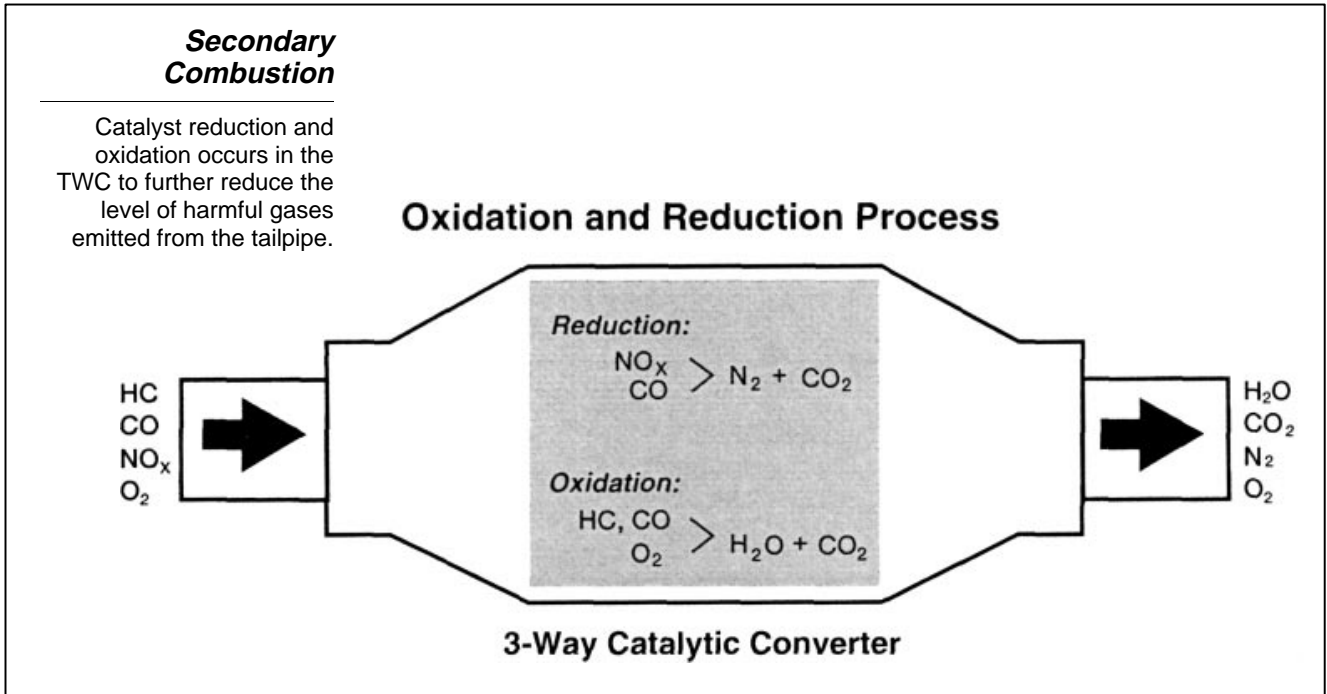 Secondary
Combustion
Catalyst reduction and
oxidation occurs in the
TWC to further reduce the
level of harmful gases
emitted from the tailpipe.
Oxidation and Reduction Process
HC
CO
NOₓ
O₂
Reduction:
NOₓ
CO > N₂ + CO₂
Oxidation:
HC, CO
O₂ > H₂O + CO₂
H₂O
CO₂
N₂
O₂
3-Way Catalytic Converter